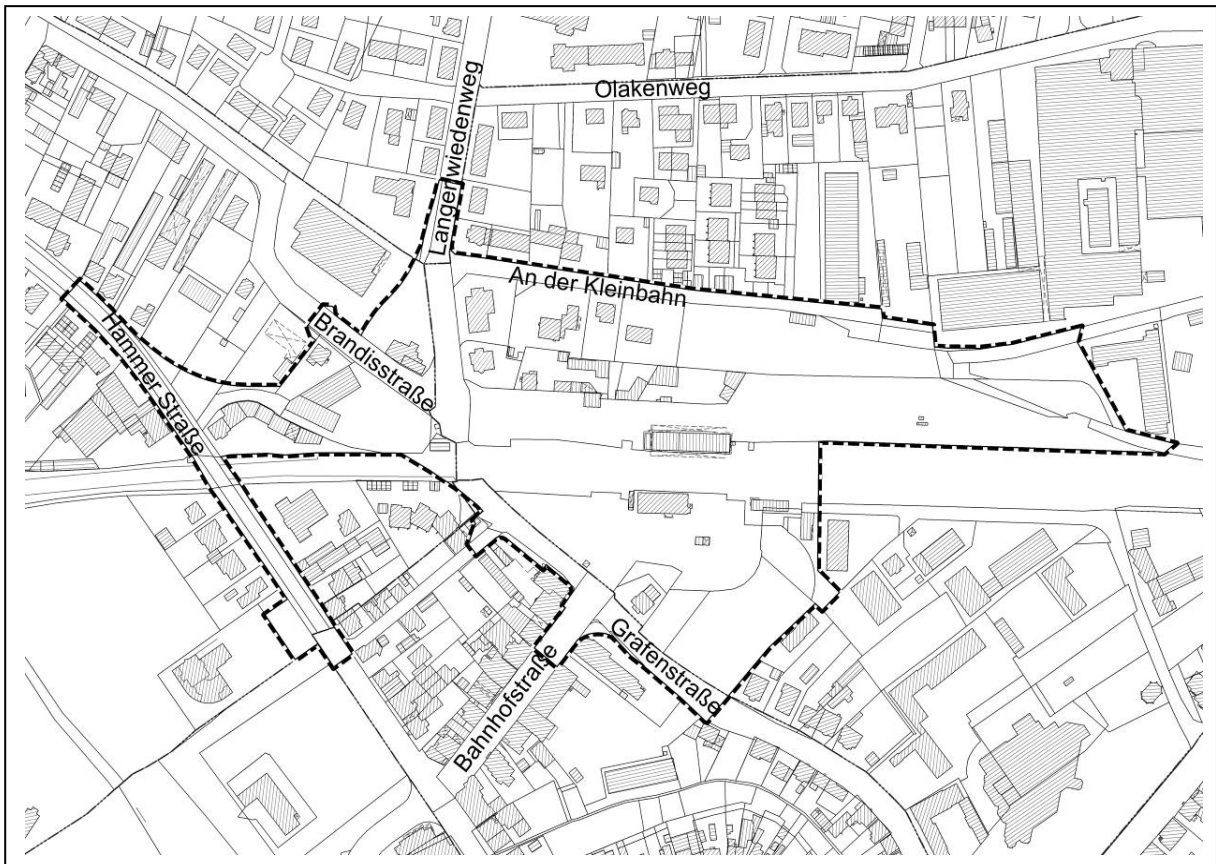 Olakenweg
Langerwiedenweg
An der Kleinbahn
Brandisstraße
Hammer Straße
Grafenstraße
Bahnhofstraße